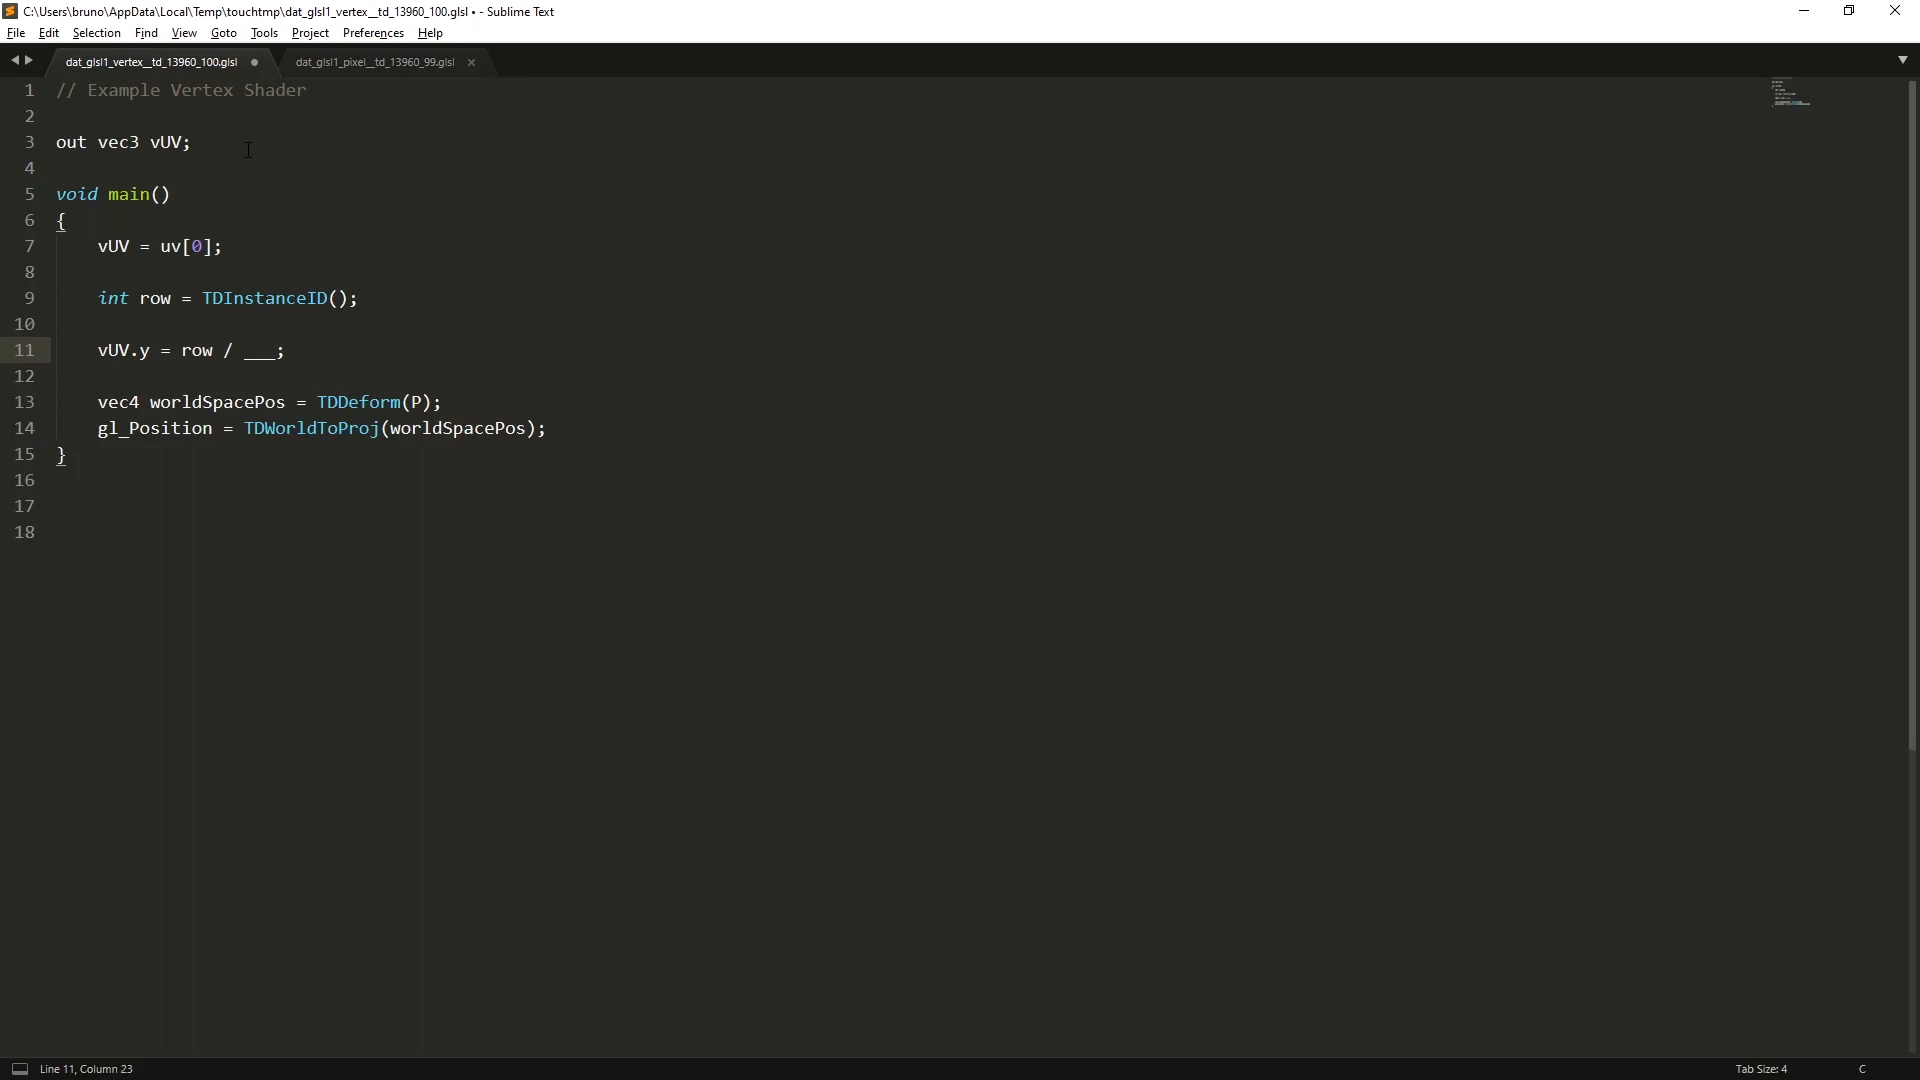 C:\Users\bruno\AppData\Local\Temp\touchtmp\dat_glsl1_vertex__td_13960_100.glsl • - Sublime Text
File Edit Selection Find View Goto Tools Project Preferences Help
dat_glsl1_vertex__td_13960_100.glsl dat_glsl1_pixel__td_13960_99.glsl
1 // Example Vertex Shader
2
3 out vec3 vUV;
4
5 void main()
6 {
7 vUV = uv[0];
8
9 int row = TDInstanceID();
10
11 vUV.y = row / ___;
12
13 vec4 worldSpacePos = TDDeform(P);
14 gl_Position = TDWorldToProj(worldSpacePos);
15 }
16
17
18
Line 11, Column 23 Tab Size: 4 C